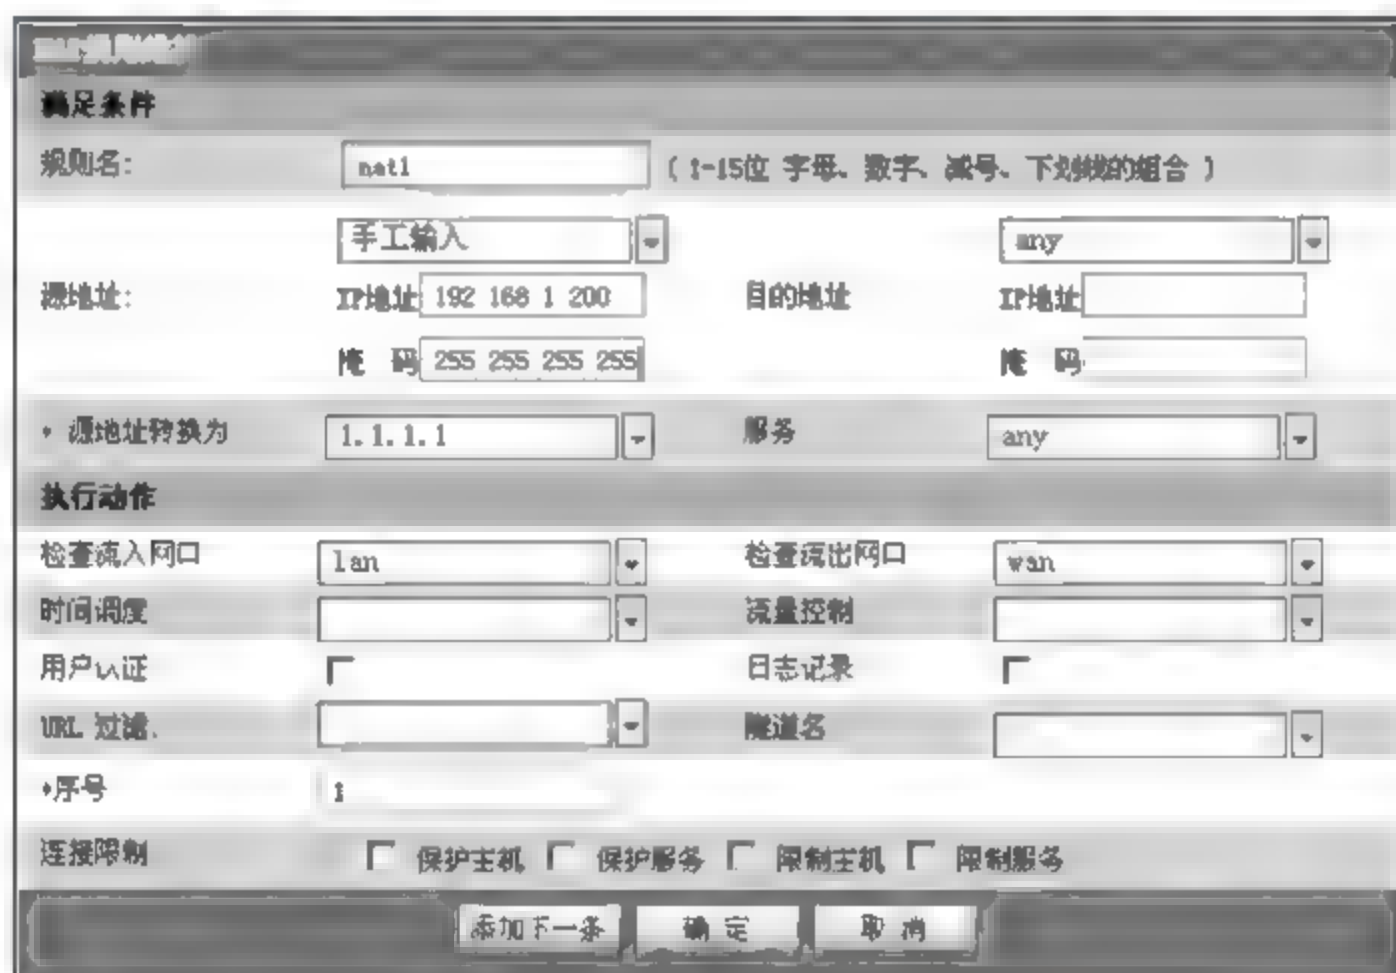 满足条件
规则名: nat1 (1-15位 字母、数字、减号、下划线的组合)
手工输入 any
源地址: IP地址 192 168 1 200 目的地址 IP地址
掩 码 255 255 255 255 掩 码
* 源地址转换为 1.1.1.1 服务 any
执行动作
检查流入网口 lan 检查流出网口 wan
时间调度 流量控制
用户认证 日志记录
URL 过滤: 隧道名
*序号 1
连接限制 保护主机 保护服务 限制主机 限制服务
添加下一条 确 定 取 消